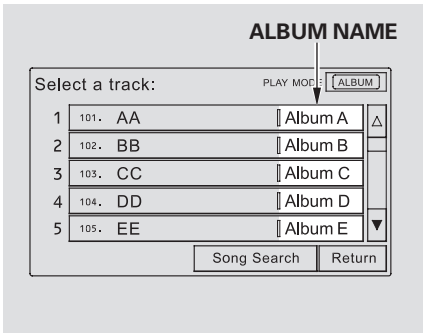 ALBUM NAME
Select a track: PLAY MODE ALBUM
1 101. AA Album A
2 102. BB Album B
3 103. CC Album C
4 104. DD Album D
5 105. EE Album E
Song Search Return